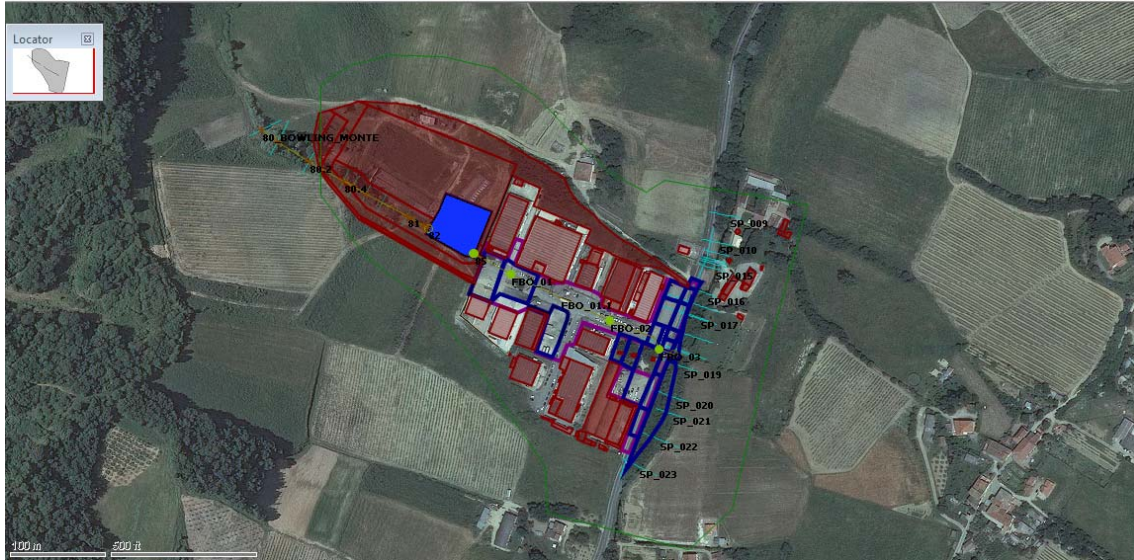 Locator
80_BOWLING_MONTE
80.2
80.4
81
82
FBO_01
FBO_01.1
FBO_02
FBO_03
SP_009
SP_010
SP_015
SP_016
SP_017
SP_019
SP_020
SP_021
SP_022
SP_023
100 m
500 ft